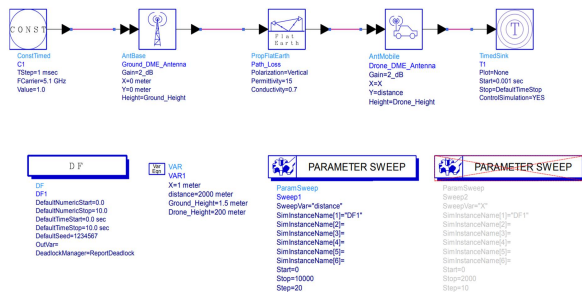 CONST
Flat
Earth
T
ConstTimed
C1
TStep=1 msec
FCarrier=5.1 GHz
Value=1.0
AntBase
Ground_DME_Antenna
Gain=2_dB
X=0 meter
Y=0 meter
Height=Ground_Height
PropFlatEarth
Path_Loss
Polarization=Vertical
Permittivity=15
Conductivity=0.7
AntMobile
Drone_DME_Antenna
Gain=2_dB
X=X
Y=distance
Height=Drone_Height
TimedSink
T1
Plot=None
Start=0.001 sec
Stop=DefaultTimeStop
ControlSimulation=YES
DF
DF
DF1
DefaultNumericStart=0.0
DefaultNumericStop=10.0
DefaultTimeStart=0.0 sec
DefaultTimeStop=10.0 sec
DefaultSeed=1234567
OutVar=
DeadlockManager=ReportDeadlock
Var
Eqn
VAR
VAR1
X=1 meter
distance=2000 meter
Ground_Height=1.5 meter
Drone_Height=200 meter
PARAMETER SWEEP
ParamSweep
Sweep1
SweepVar="distance"
SimInstanceName[1]="DF1"
SimInstanceName[2]=
SimInstanceName[3]=
SimInstanceName[4]=
SimInstanceName[5]=
SimInstanceName[6]=
Start=0
Stop=10000
Step=20
PARAMETER SWEEP
ParamSweep
Sweep2
SweepVar="X"
SimInstanceName[1]="DF1"
SimInstanceName[2]=
SimInstanceName[3]=
SimInstanceName[4]=
SimInstanceName[5]=
SimInstanceName[6]=
Start=0
Stop=2000
Step=10